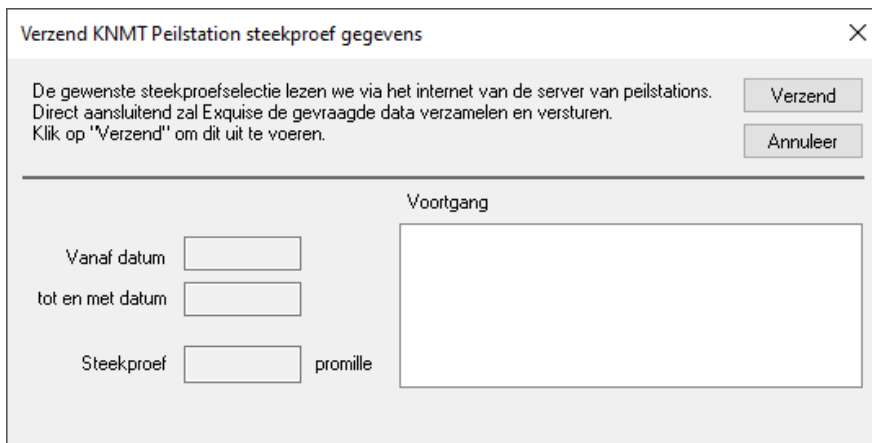 Verzend KNMT Peilstation steekproef gegevens
De gewenste steekproefselectie lezen we via het internet van de server van peilstations.
Direct aansluitend zal Exquise de gevraagde data verzamelen en versturen.
Klik op "Verzend" om dit uit te voeren.
Verzend
Annuleer
Voortgang
Vanaf datum
tot en met datum
Steekproef promille